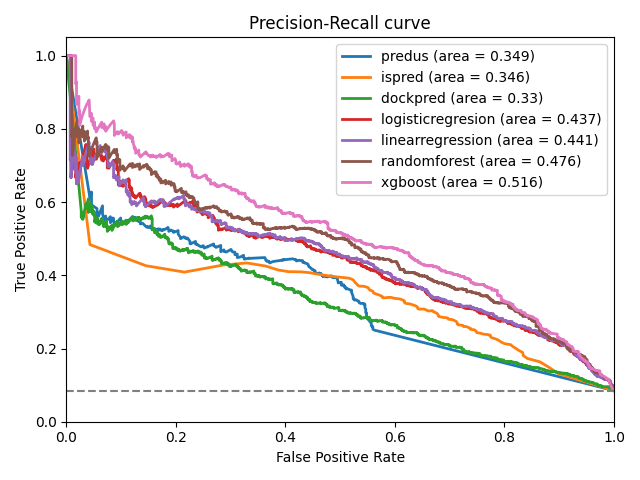 Precision-Recall curve
True Positive Rate
1.0
0.8
0.6
0.4
0.2
0.0
predus (area = 0.349)
ispred (area = 0.346)
dockpred (area = 0.33)
logisticregresion (area = 0.437)
linearregression (area = 0.441)
randomforest (area = 0.476)
xgboost (area = 0.516)
0.0 0.2 0.4 0.6 0.8 1.0
False Positive Rate